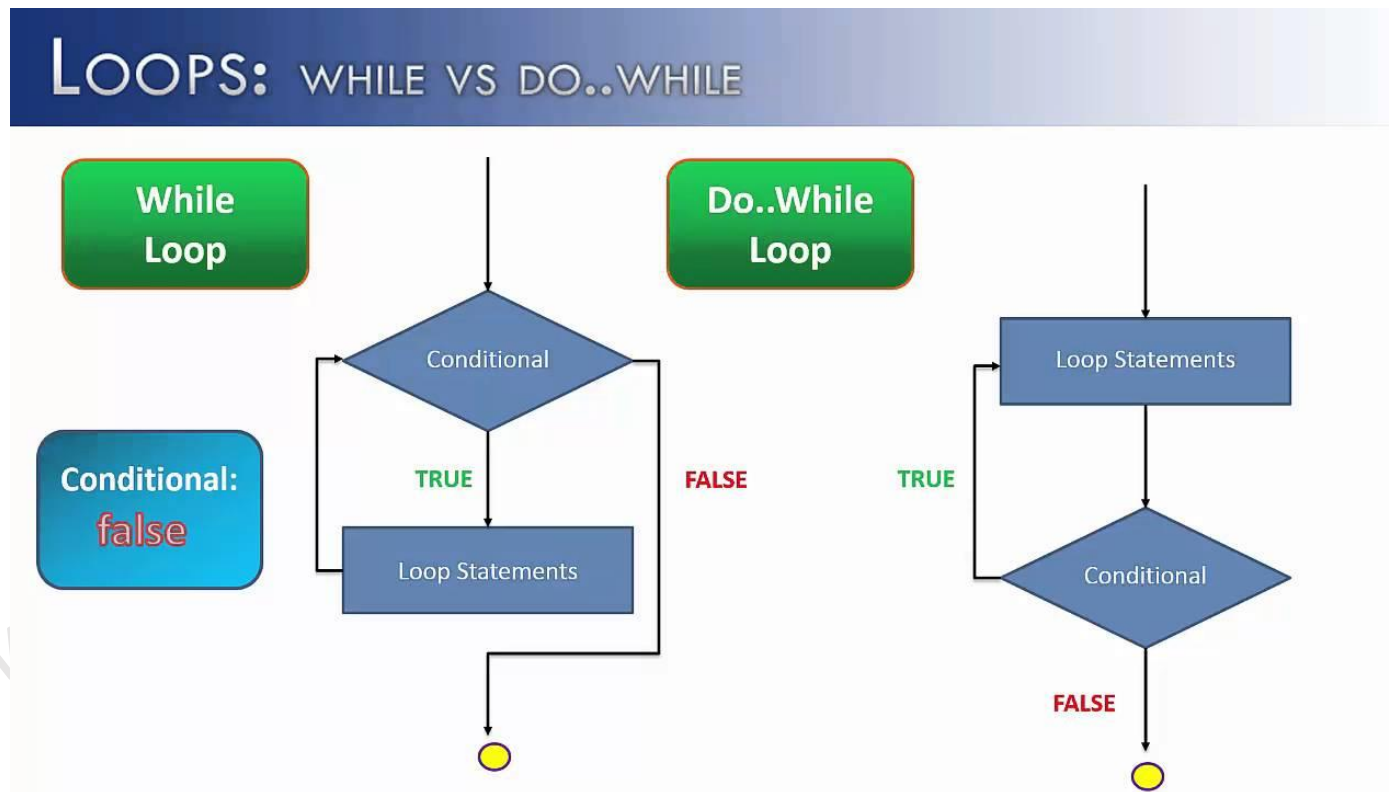 LOOPS: WHILE VS DO..WHILE
While
Loop
Do..While
Loop
Conditional
Loop Statements
Conditional:
false
TRUE
FALSE
TRUE
Loop Statements
Conditional
FALSE